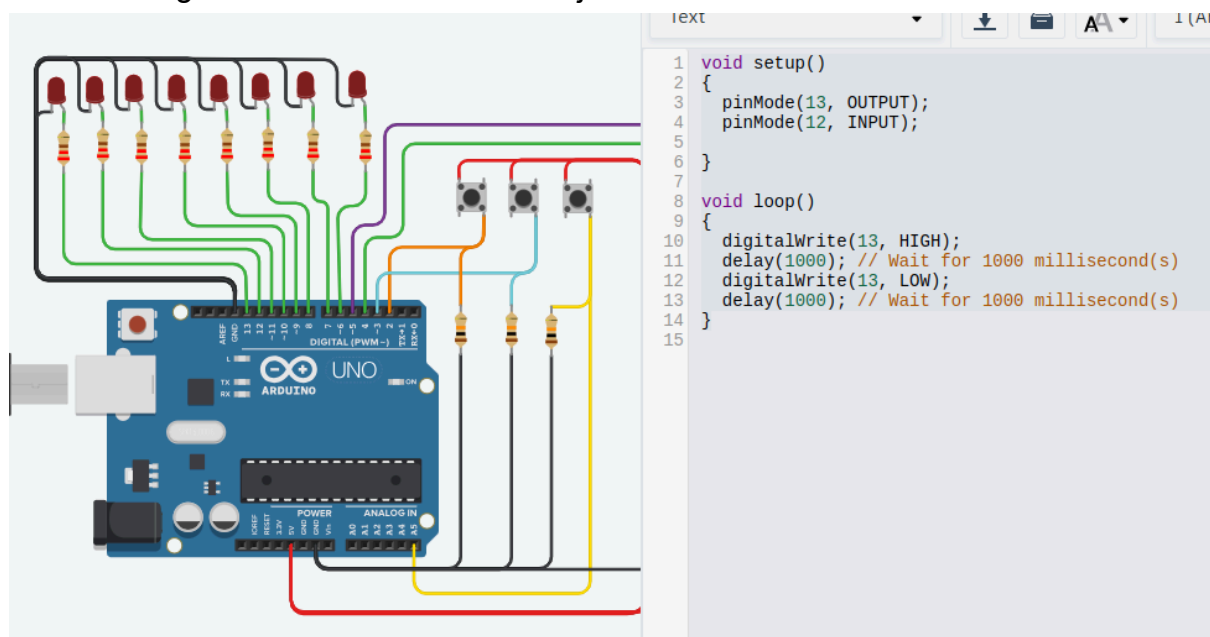 Text
1 (A
1 void setup()
2 {
3 pinMode(13, OUTPUT);
4 pinMode(12, INPUT);
5
6 }
7
8 void loop()
9 {
10 digitalWrite(13, HIGH);
11 delay(1000); // Wait for 1000 millisecond(s)
12 digitalWrite(13, LOW);
13 delay(1000); // Wait for 1000 millisecond(s)
14 }
15
AREF
GND
13
12
~11
~10
~9
8
7
~6
~5
4
~3
2
TX→1
RX←0
DIGITAL (PWM~)
L
TX
RX
ARDUINO
UNO
ON
POWER
ANALOG IN
IOREF
RESET
3.3V
5V
GND
GND
Vin
A0
A1
A2
A3
A4
A5